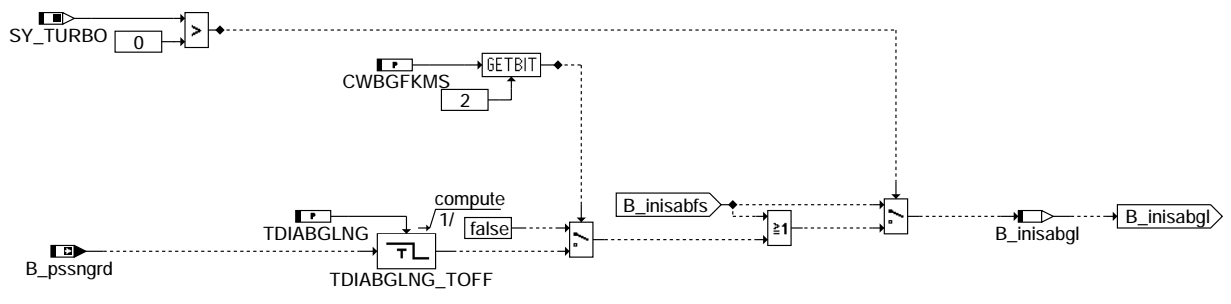 SY_TURBO
0
>
P
CWBGFKMS
GETBIT
2
compute
1/
P
TDIABGLNG
false
B_inisabfs
≧1
B_inisabgl
B_inisabgl
B_pssngrd
T
TDIABGLNG_TOFF